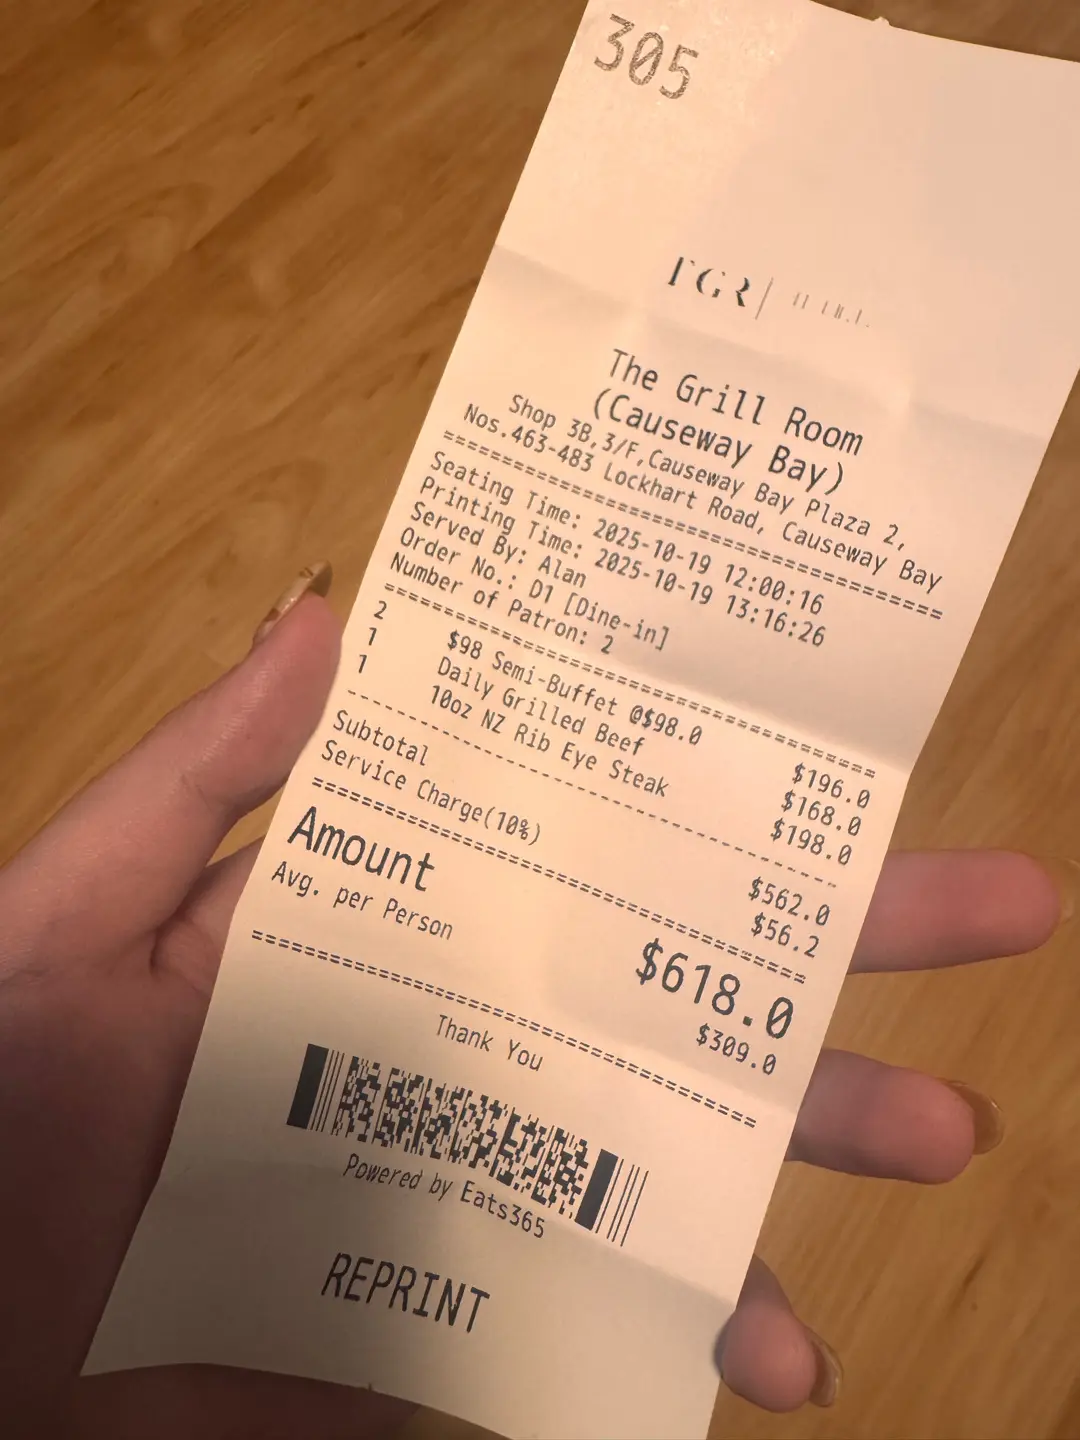 305
TGR
The Grill Room
(Causeway Bay)
Shop 3B,3/F,Causeway Bay Plaza 2,
Nos.463-483 Lockhart Road, Causeway Bay
================================================
Seating Time: 2025-10-19 12:00:16
Printing Time: 2025-10-19 13:16:26
Served By: Alan
Order No.: D1 [Dine-in]
Number of Patron: 2
================================================
2 $98 Semi-Buffet @$98.0 $196.0
1 Daily Grilled Beef $168.0
1 10oz NZ Rib Eye Steak $198.0
------------------------------------------------
Subtotal $562.0
Service Charge(10%) $56.2
================================================
Amount $618.0
Avg. per Person $309.0
================================================
Thank You
Powered by Eats365
REPRINT